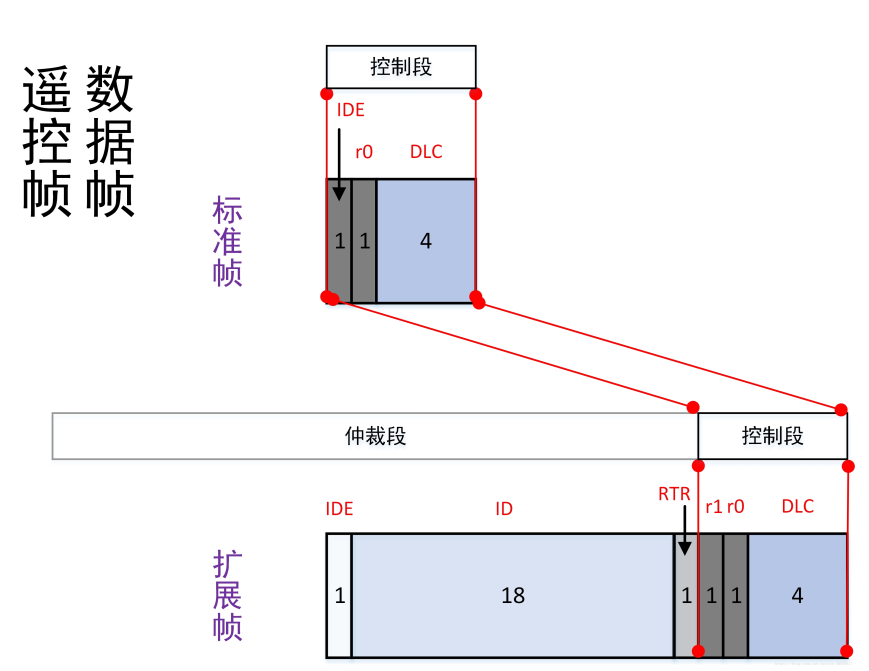 数据帧
遥控帧
控制段
IDE
r0 DLC
标准帧
1 1 4
仲裁段 控制段
IDE ID RTR r1 r0 DLC
扩展帧
1 18 1 1 1 4